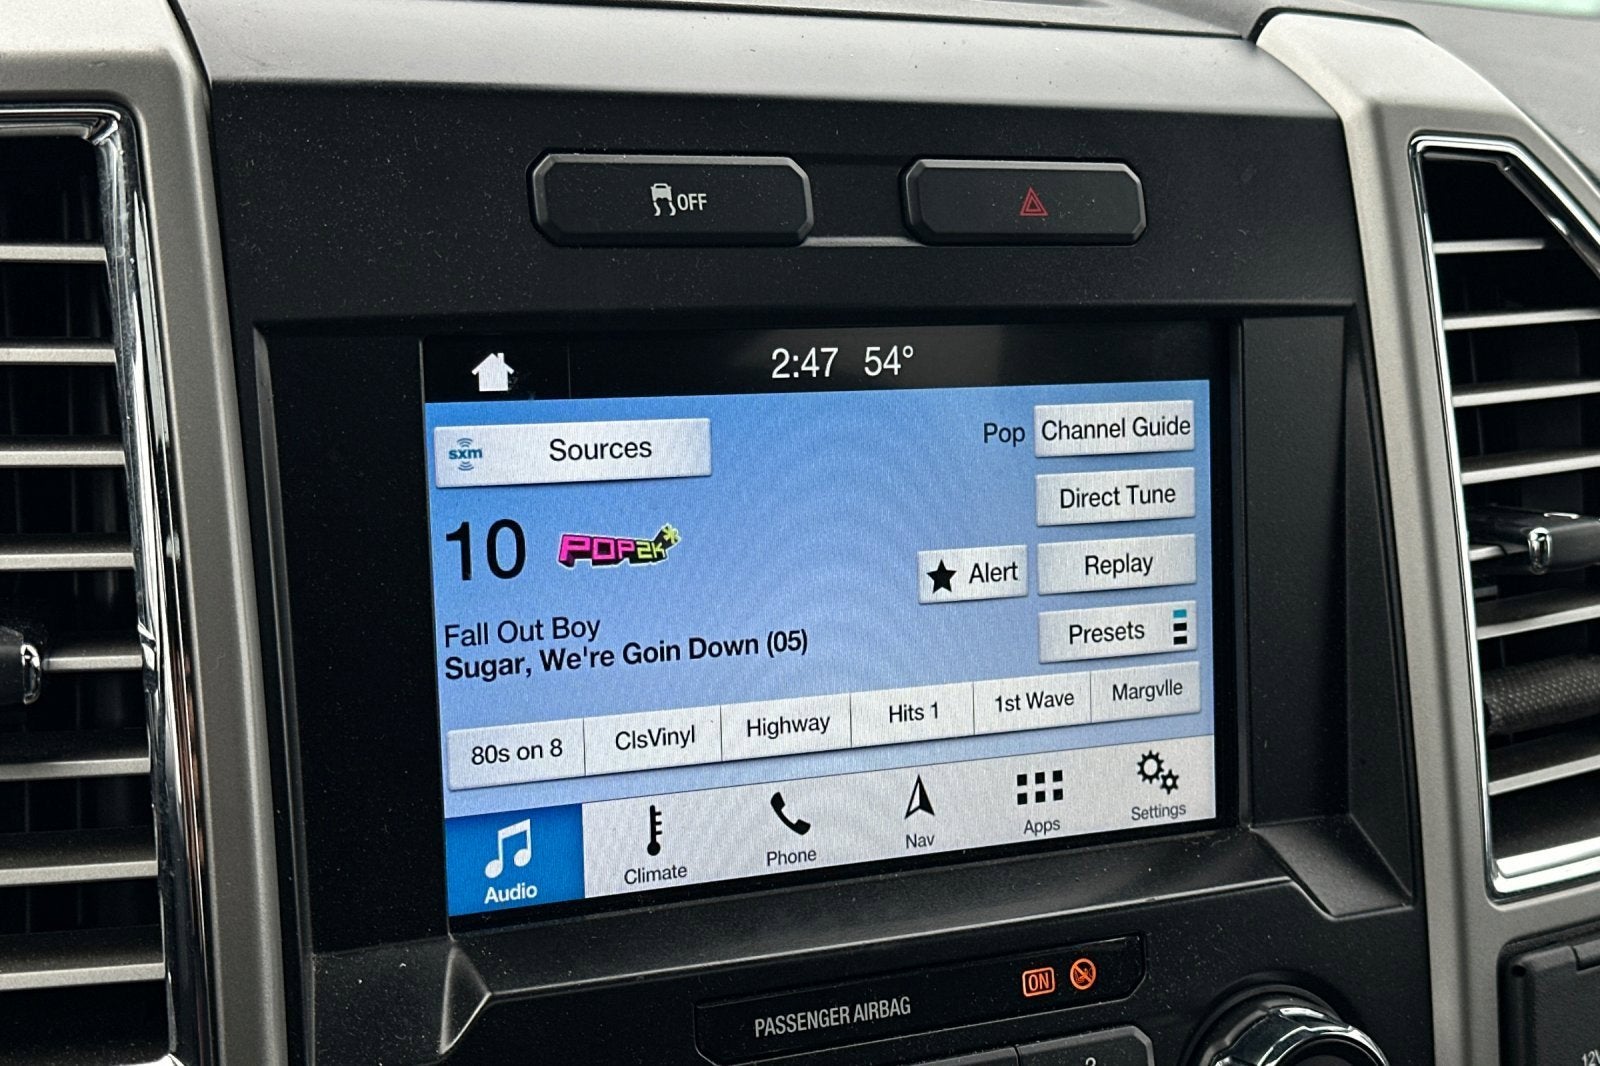 OFF
2:47 54°
sxm Sources
Pop Channel Guide
Direct Tune
10 POP2K
Alert Replay
Fall Out Boy
Sugar, We're Goin Down (05)
Presets
80s on 8 ClsVinyl Highway Hits 1 1st Wave Margvlle
Audio Climate Phone Nav Apps Settings
PASSENGER AIRBAG ON
12V